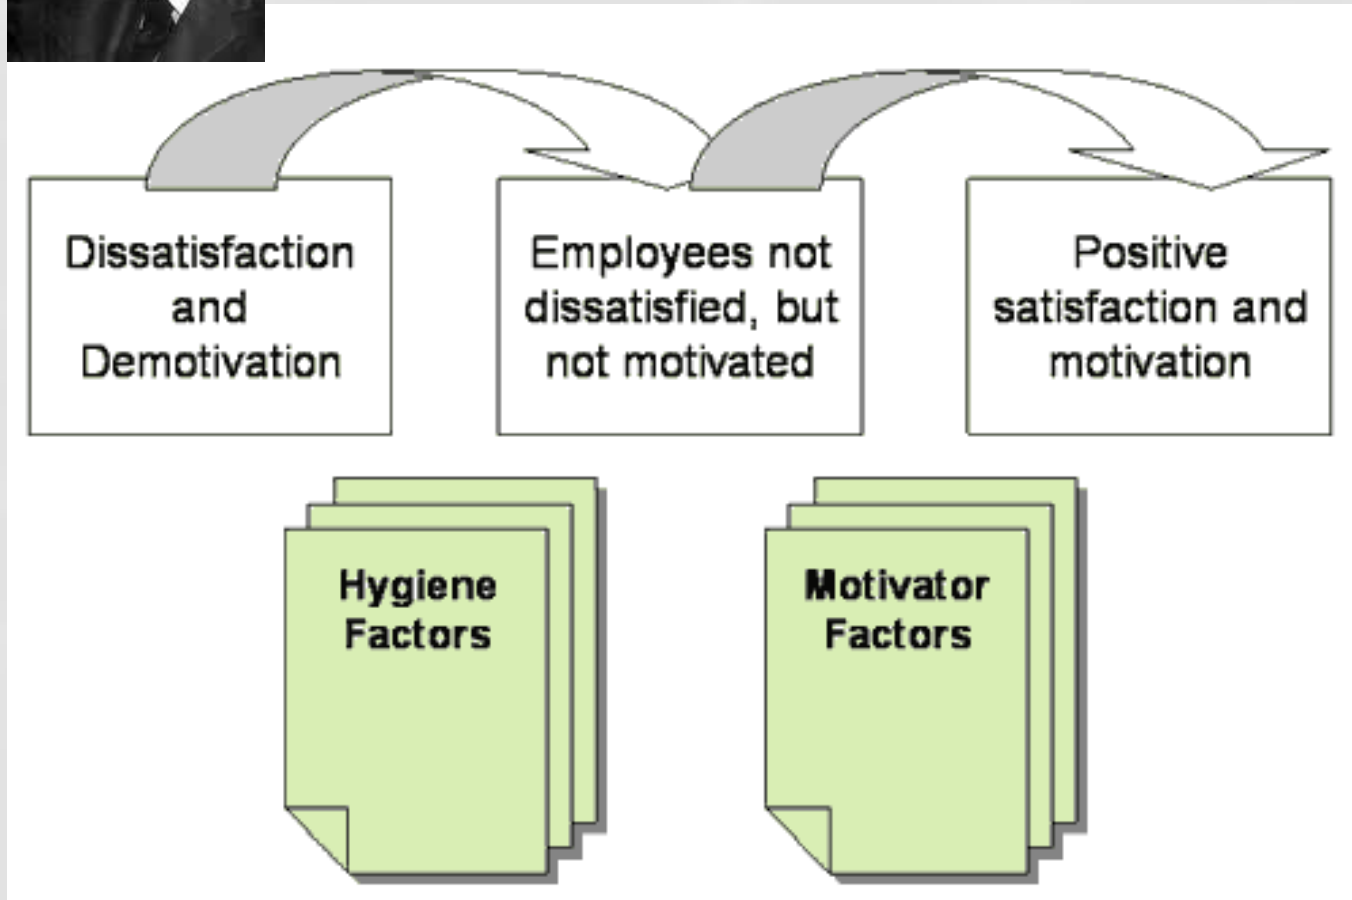 Dissatisfaction
and
Demotivation
Employees not
dissatisfied, but
not motivated
Positive
satisfaction and
motivation
Hygiene
Factors
Motivator
Factors